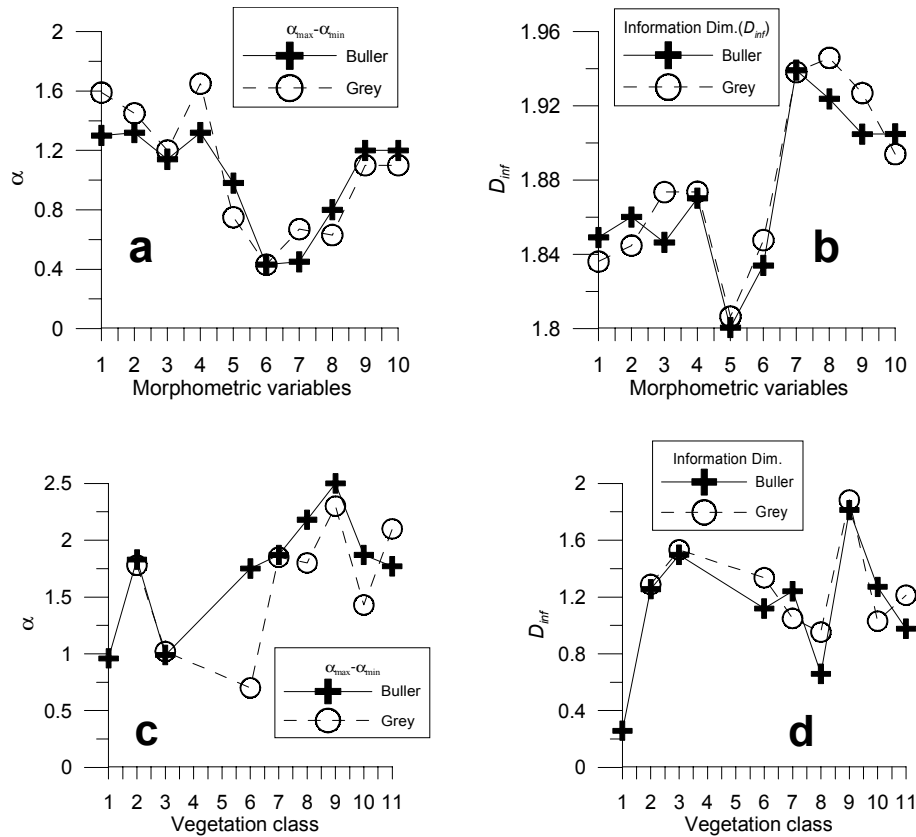 αmax-αmin
Buller
Grey
2
1.6
1.2
0.8
0.4
0
α
a
1 2 3 4 5 6 7 8 9 10
Morphometric variables
Information Dim.(Dinf)
Buller
Grey
1.96
1.92
1.88
1.84
1.8
Dinf
b
1 2 3 4 5 6 7 8 9 10
Morphometric variables
2.5
2
1.5
1
0.5
0
α
αmax-αmin
Buller
Grey
c
1 2 3 4 5 6 7 8 9 10 11
Vegetation class
Information Dim.
Buller
Grey
2
1.6
1.2
0.8
0.4
0
Dinf
d
1 2 3 4 5 6 7 8 9 10 11
Vegetation class